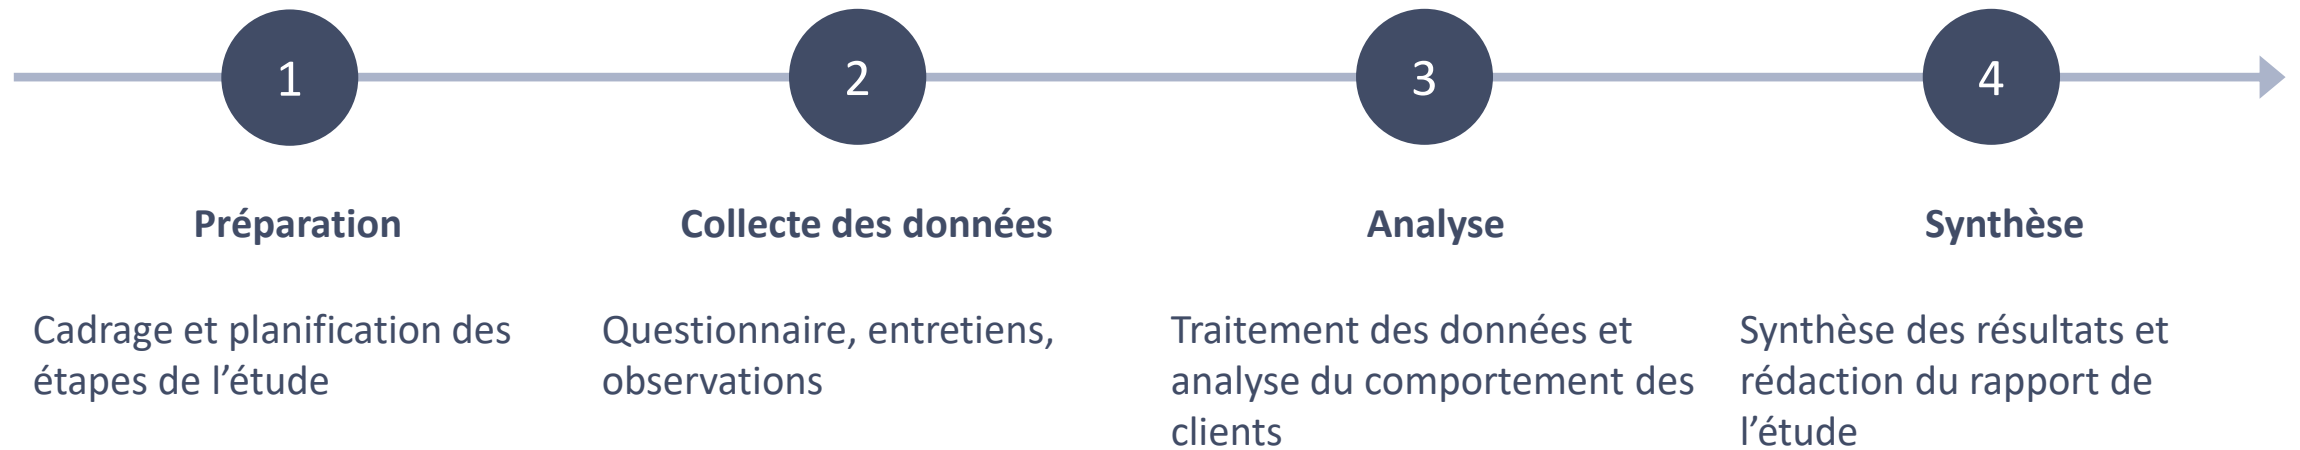 1
2
3
4
Préparation
Collecte des données
Analyse
Synthèse
Cadrage et planification des
étapes de l’étude
Questionnaire, entretiens,
observations
Traitement des données et
analyse du comportement des
clients
Synthèse des résultats et
rédaction du rapport de
l’étude